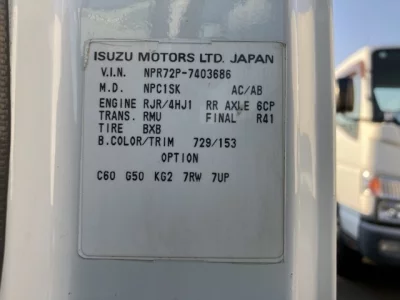 ISUZU MOTORS LTD. JAPAN
V.I.N. NPR72P-7403686
M.D. NPC1SK AC/AB
ENGINE RJR/4HJ1 RR AXLE 6CP
TRANS. RMU FINAL R41
TIRE BXB
B.COLOR/TRIM 729/153
OPTION
C60 G50 KG2 7RW 7UP